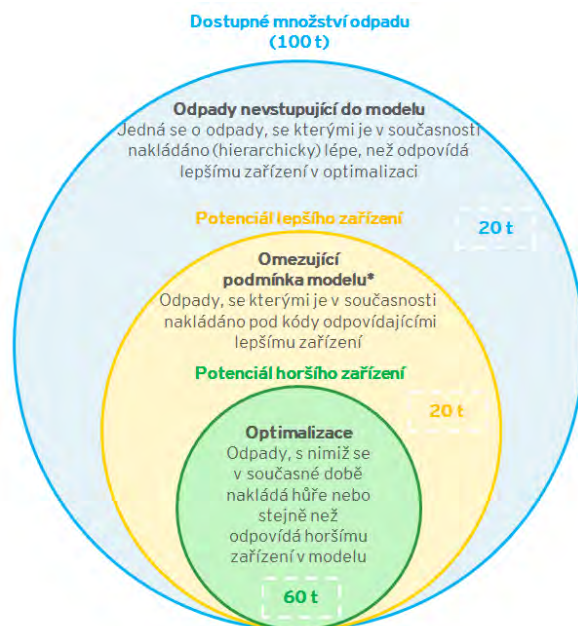 Dostupné množství odpadu
(100 t)
Odpady nevstupující do modelu
Jedná se o odpady, se kterými je v současnosti
nakládáno (hierarchicky) lépe, než odpovídá
lepšímu zařízení v optimalizaci
Potenciál lepšího zařízení
20 t
Omezující
podmínka modelu*
Odpady, se kterými je v současnosti
nakládáno pod kódy odpovídajícími
lepšímu zařízení
Potenciál horšího zařízení
20 t
Optimalizace
Odpady, s nimiž se
v současné době
nakládá hůře nebo
stejně než
odpovídá horšímu
zařízení v modelu
60 t